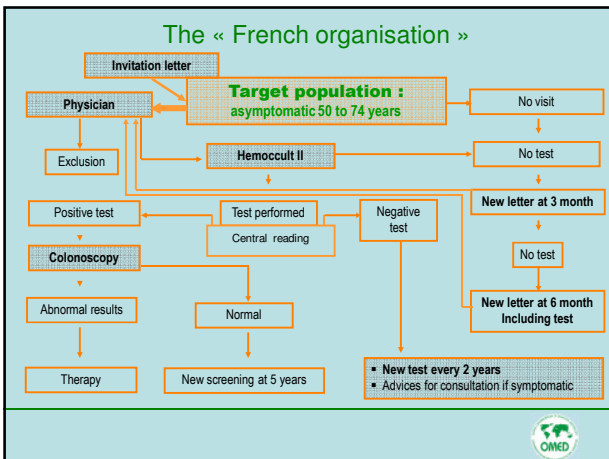 The « French organisation »
Invitation letter
Target population :
asymptomatic 50 to 74 years
Physician
No visit
Exclusion
Hemoccult II
No test
New letter at 3 month
Positive test
Test performed
Central reading
Negative
test
No test
Colonoscopy
New letter at 6 month
Including test
Abnormal results
Normal
Therapy
New screening at 5 years
▪ New test every 2 years
▪ Advices for consultation if symptomatic
OMED